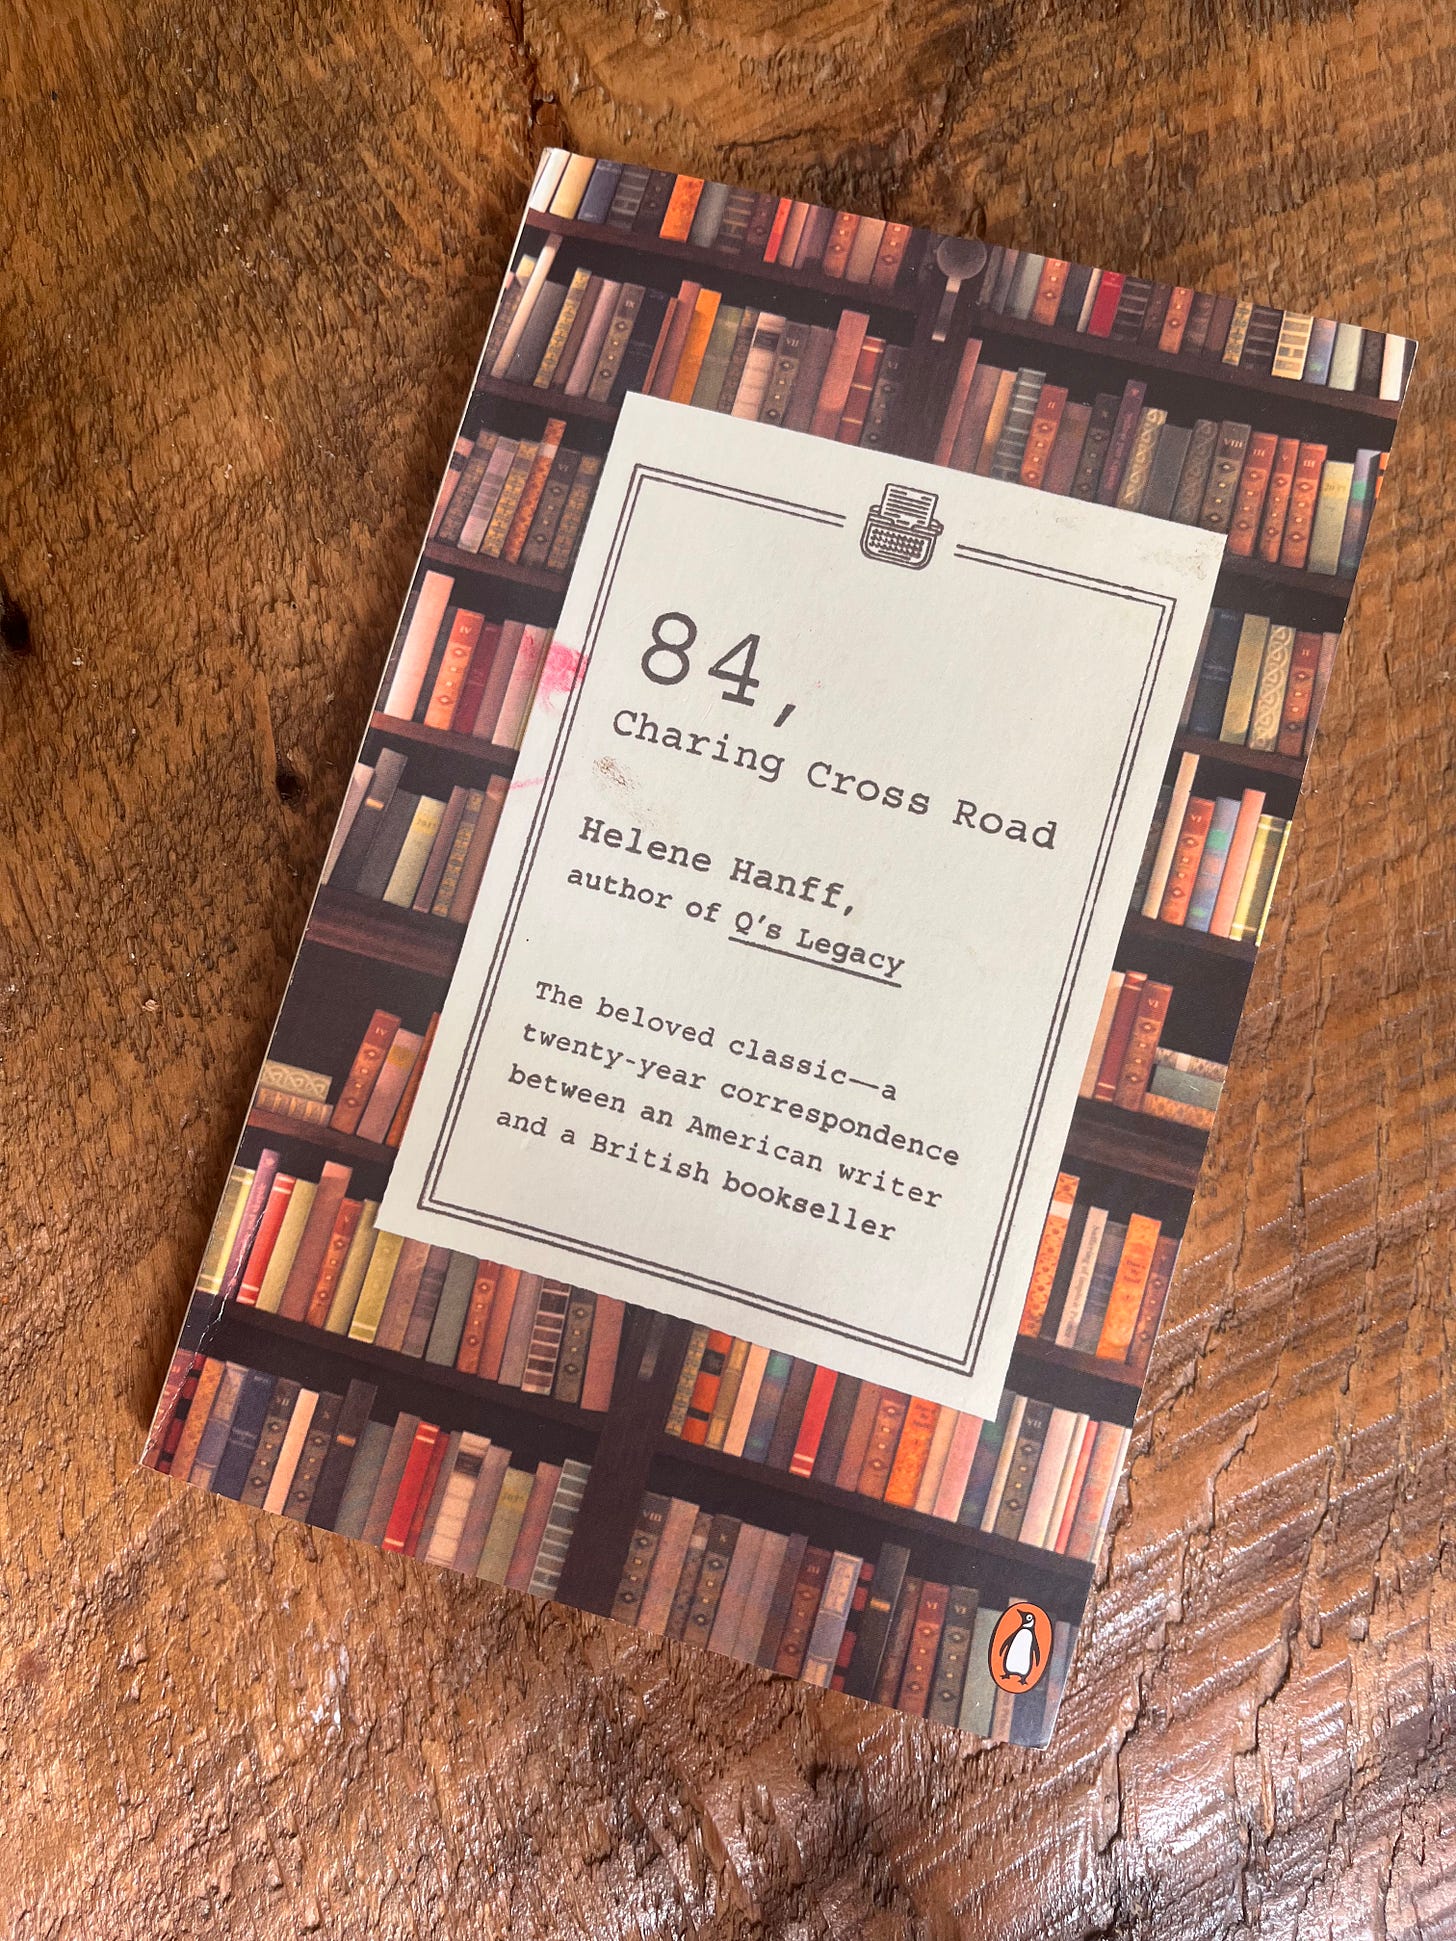 84,
Charing Cross Road
Helene Hanff,
author of Q's Legacy
The beloved classic—a
twenty-year correspondence
between an American writer
and a British bookseller